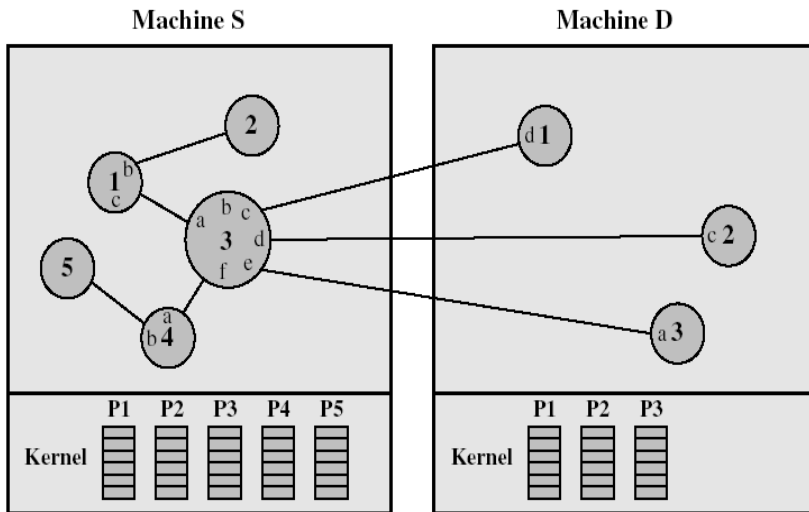 Machine S
Machine D
2
1 b
c
d 1
a b c
3 d
f e
c 2
5
a
b 4
a 3
P1 P2 P3 P4 P5
Kernel
P1 P2 P3
Kernel